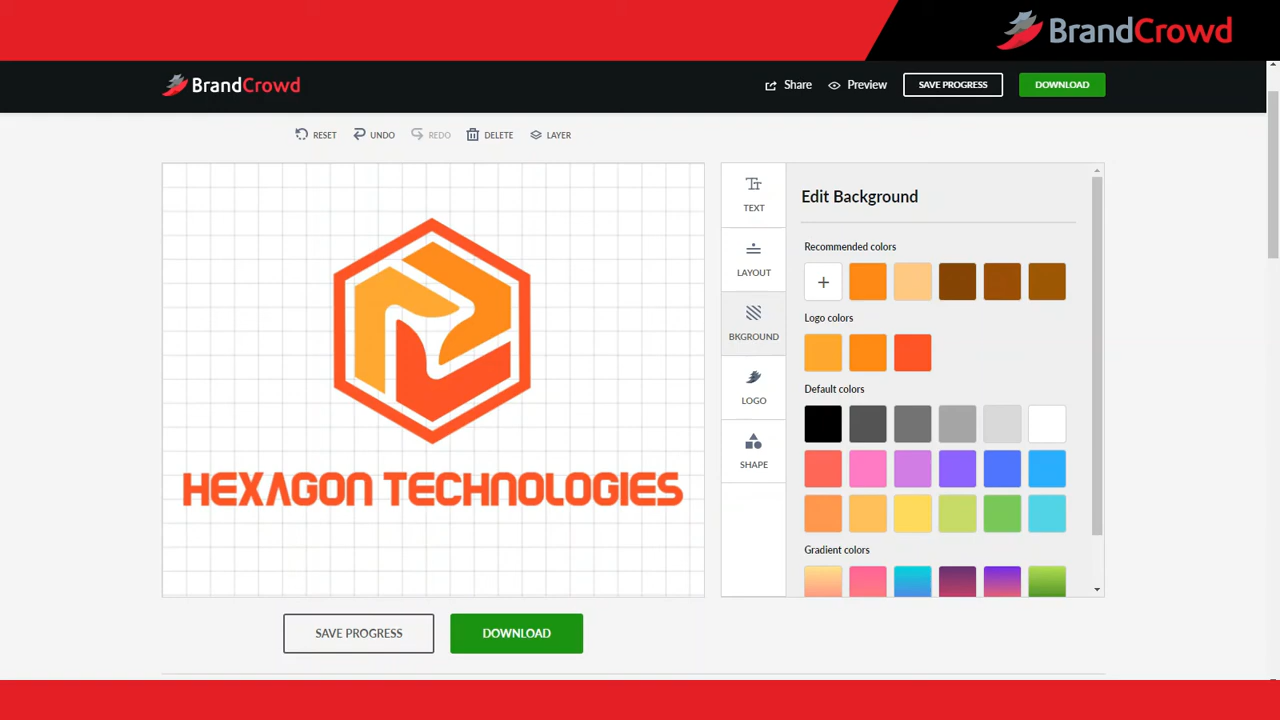 BrandCrowd
BrandCrowd
Share
Preview
SAVE PROGRESS
DOWNLOAD
RESET
UNDO
REDO
DELETE
LAYER
HEXAGON TECHNOLOGIES
SAVE PROGRESS
DOWNLOAD
TEXT
LAYOUT
BKGROUND
LOGO
SHAPE
Edit Background
Recommended colors
Logo colors
Default colors
Gradient colors